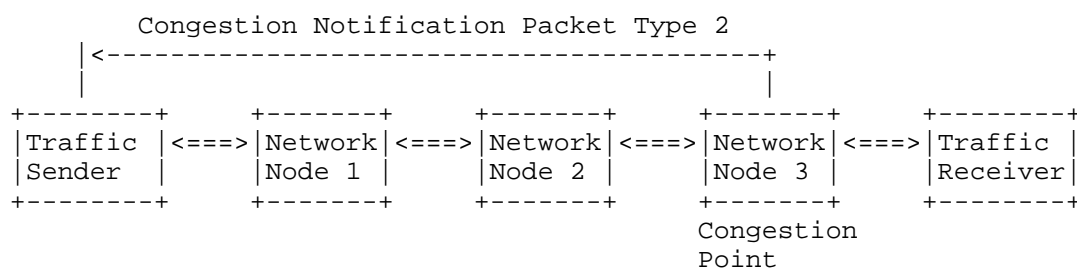 Congestion Notification Packet Type 2
|<-----------------------------------------+
|                                          |
+--------+     +-------+     +-------+     +-------+     +--------+
|Traffic |<===>|Network|<===>|Network|<===>|Network|<===>|Traffic |
|Sender  |     |Node 1 |     |Node 2 |     |Node 3 |     |Receiver|
+--------+     +-------+     +-------+     +-------+     +--------+
Congestion
Point